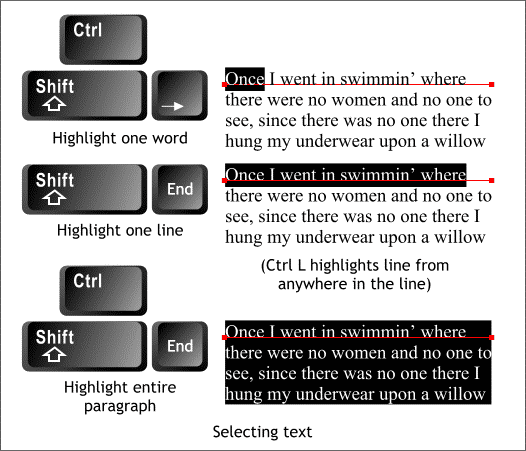 Ctrl
Shift
Highlight one word
Once I went in swimmin’ where
there were no women and no one to
see, since there was no one there I
hung my underwear upon a willow
Shift End
Highlight one line
Once I went in swimmin’ where
there were no women and no one to
see, since there was no one there I
hung my underwear upon a willow
(Ctrl L highlights line from
anywhere in the line)
Ctrl
Shift End
Highlight entire
paragraph
Once I went in swimmin’ where
there were no women and no one to
see, since there was no one there I
hung my underwear upon a willow
Selecting text